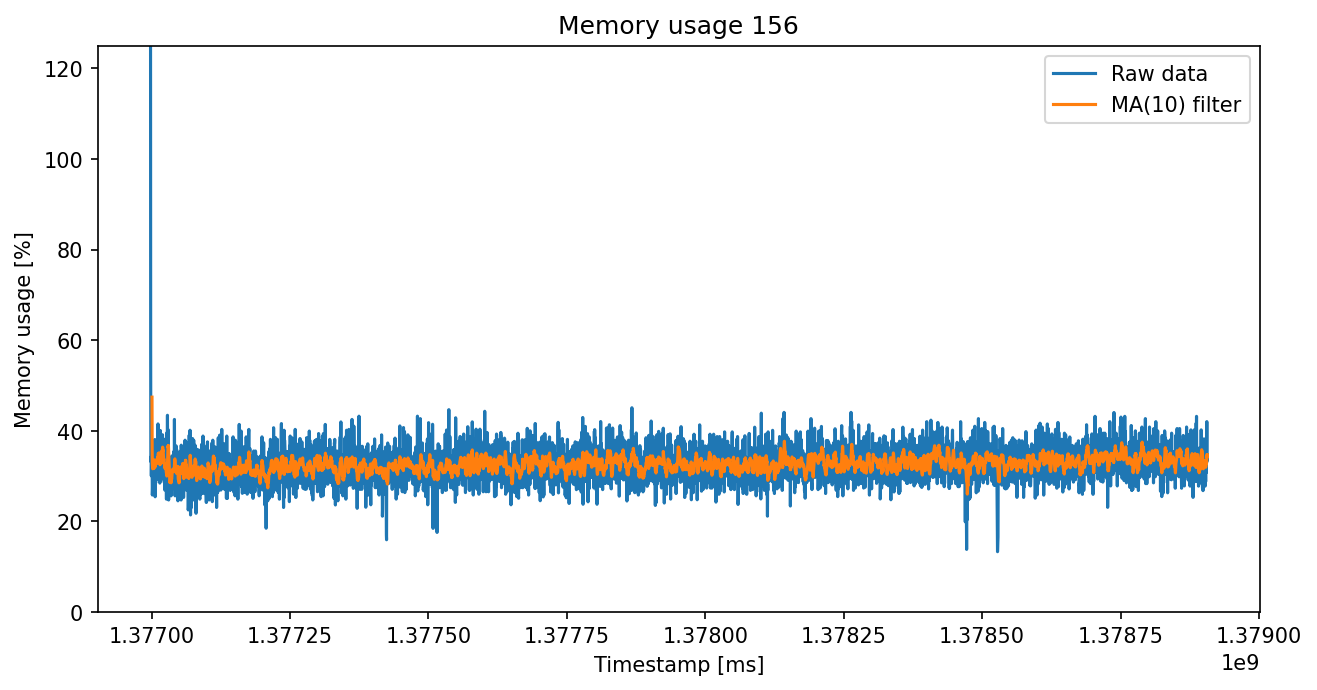 Memory usage 156
Raw data
MA(10) filter
Memory usage [%]
120
100
80
60
40
20
0
1.37700 1.37725 1.37750 1.37775 1.37800 1.37825 1.37850 1.37875 1.37900
Timestamp [ms]
1e9